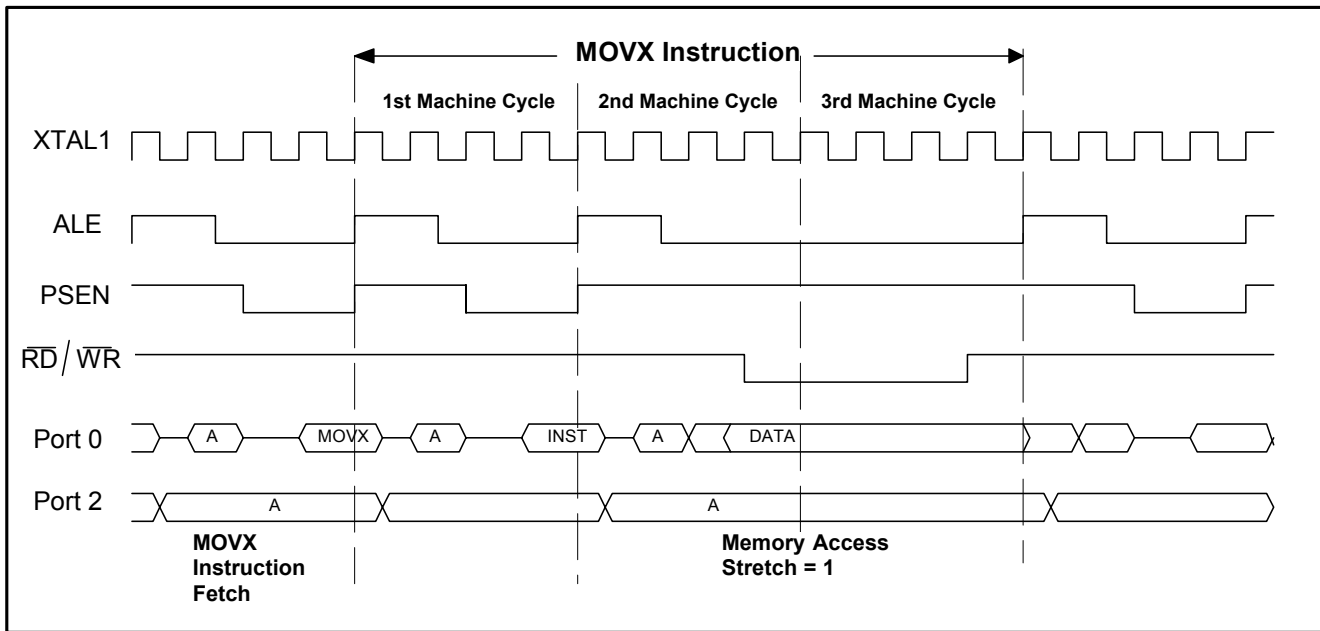 MOVX Instruction
1st Machine Cycle 2nd Machine Cycle 3rd Machine Cycle
XTAL1
ALE
PSEN
RD / WR
Port 0 A MOVX A INST A DATA
Port 2 A A
MOVX
Instruction
Fetch
Memory Access
Stretch = 1